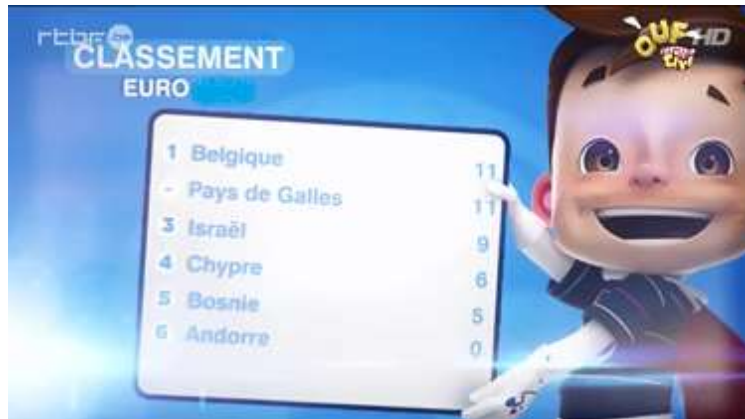 rtbf.be
OUF HD
tivi
CLASSEMENT
EURO
1 Belgique 11
- Pays de Galles 11
3 Israël 9
4 Chypre 6
5 Bosnie 5
6 Andorre 0